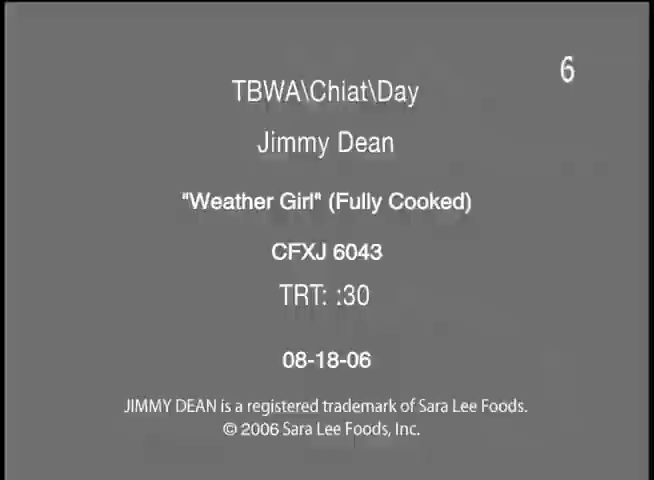 6
TBWA\Chiat\Day
Jimmy Dean
"Weather Girl" (Fully Cooked)
CFXJ 6043
TRT: :30
08-18-06
JIMMY DEAN is a registered trademark of Sara Lee Foods.
© 2006 Sara Lee Foods, Inc.